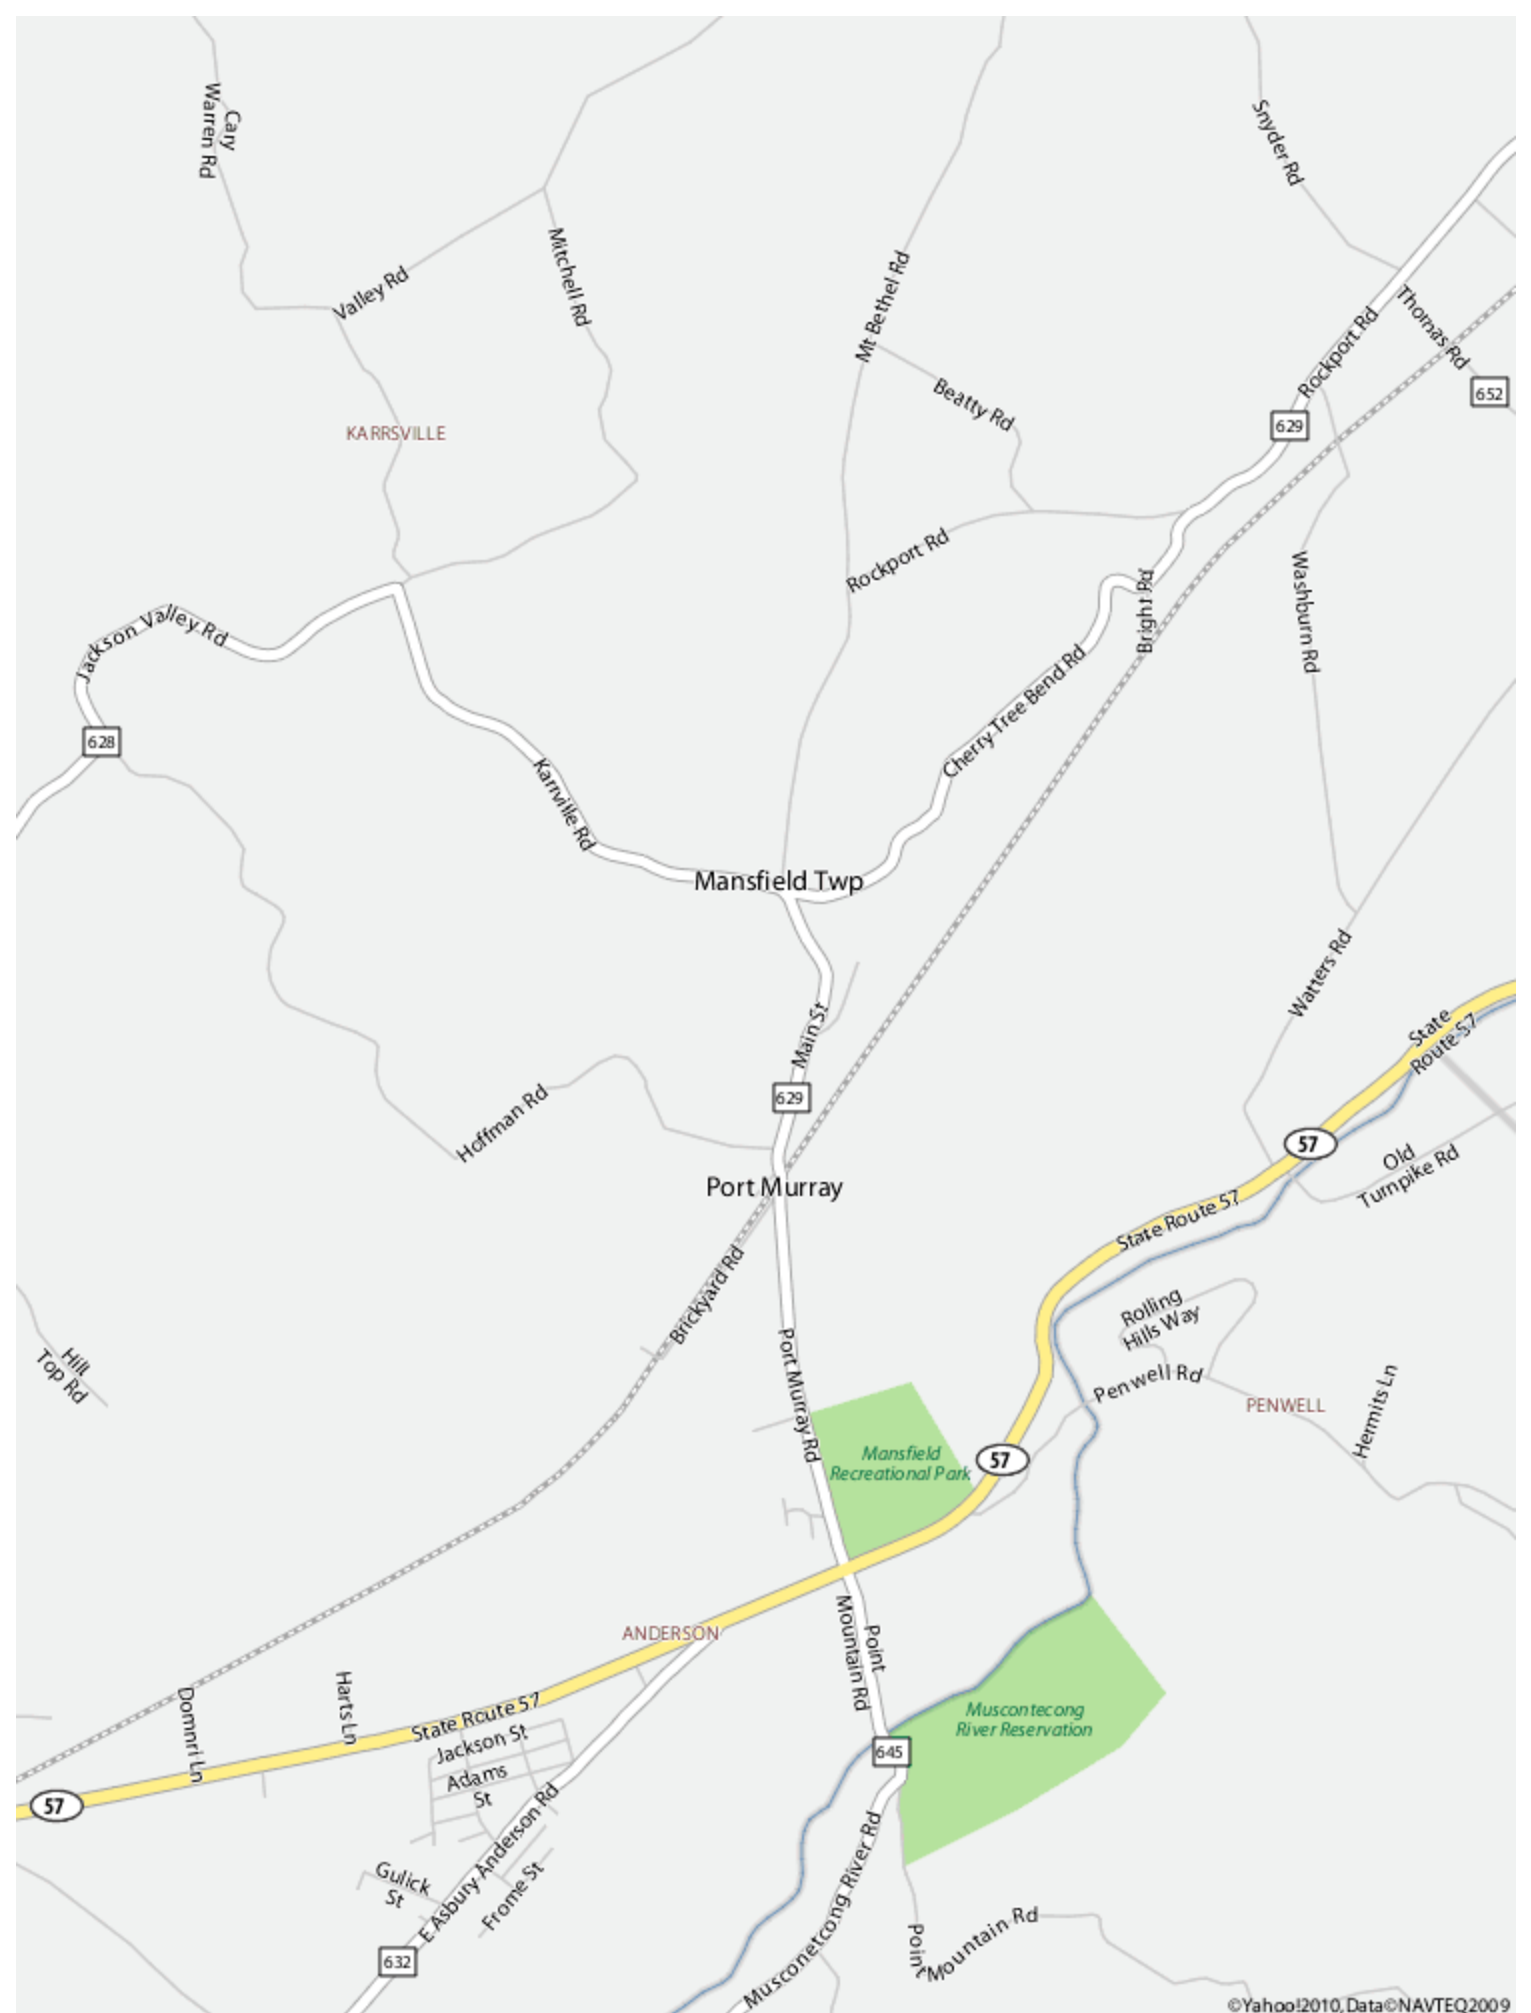 Cary
Warren Rd
Snyder Rd
Mitchell Rd
Valley Rd
Mt Bethel Rd
Thomas Rd
Rockport Rd
652
Beatty Rd
629
KARRSVILLE
Rockport Rd
Bright Rd
Washburn Rd
Jackson Valley Rd
Cherry Tree Bend Rd
628
Karrville Rd
Mansfield Twp
Watters Rd
Main St
State
Route 57
629
Hoffman Rd
57
Old
Turnpike Rd
Port Murray
State Route 57
Brickyard Rd
Rolling
Hills Way
Hill
Top Rd
Port Murray Rd
Penwell Rd
PENWELL
Hermits Ln
Mansfield
Recreational Park
57
ANDERSON
Point
Mountain Rd
Harts Ln
Domnri Ln
State Route 57
Muscontecong
River Reservation
Jackson St
645
Adams
St
57
E Asbury Anderson Rd
Musconetcong River Rd
Gulick
St
Frome St
632
Point
Mountain Rd
©Yahoo!2010, Data©NAVTEQ2009